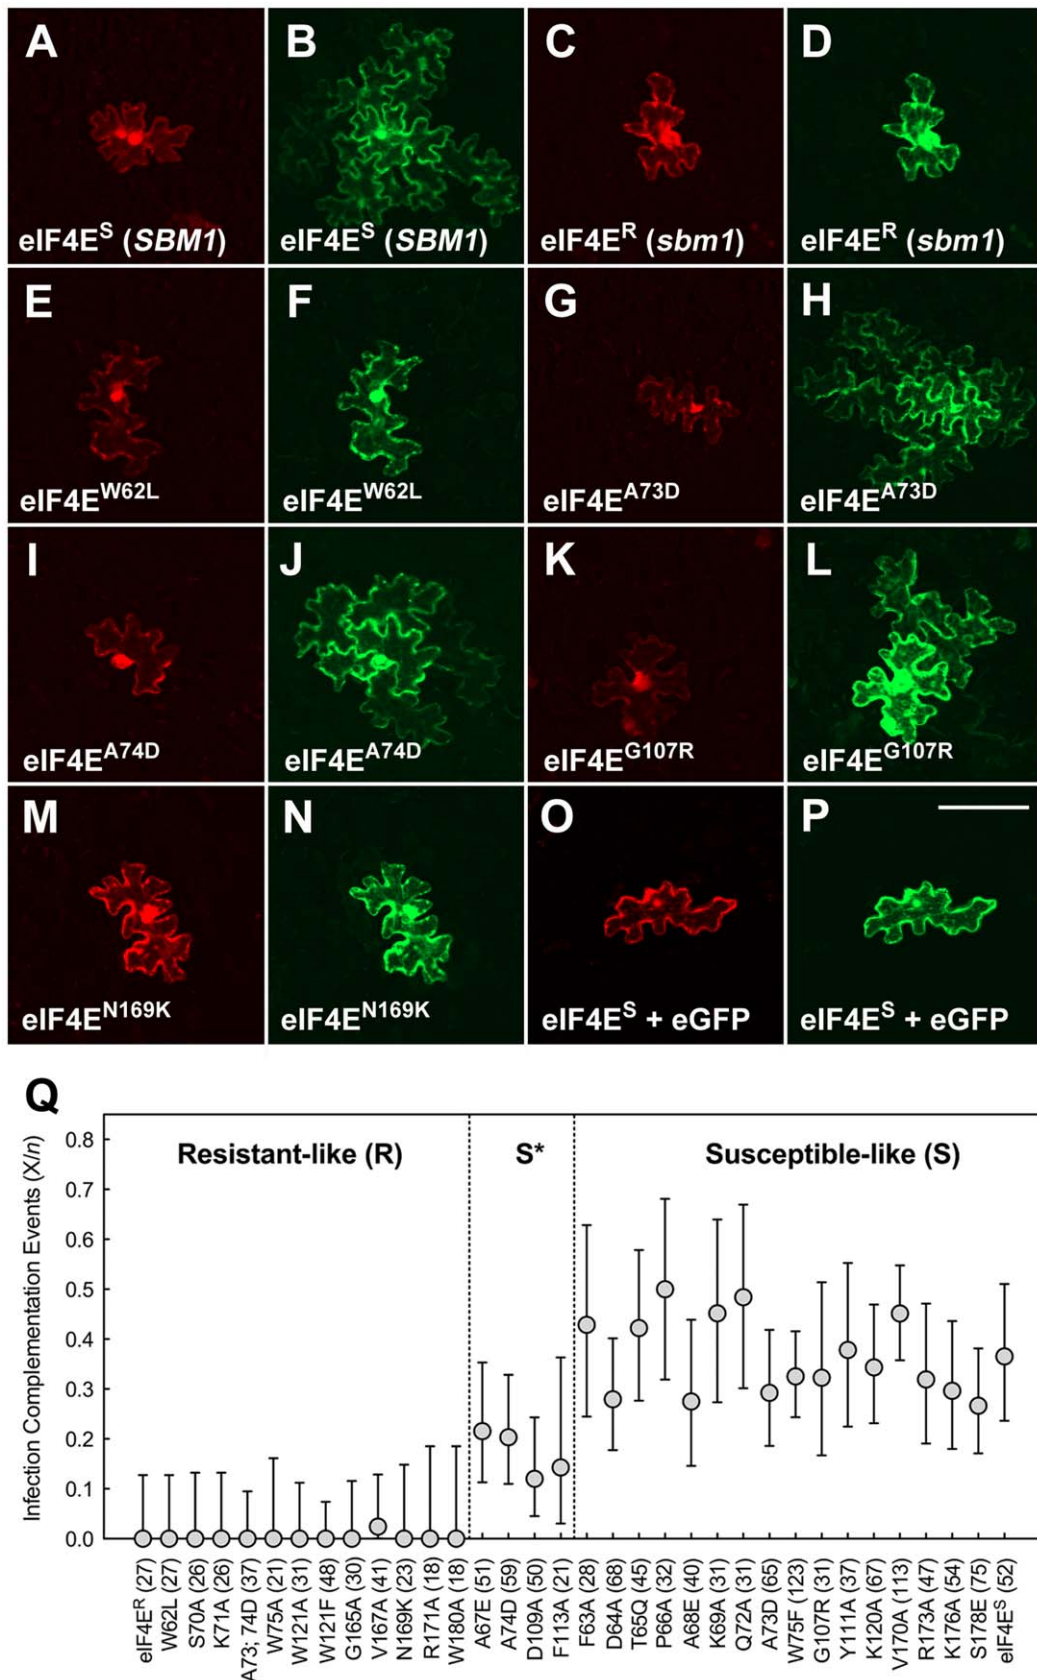 A B C D
eIF4E^S (SBM1) eIF4E^S (SBM1) eIF4E^R (sbm1) eIF4E^R (sbm1)
E F G H
eIF4E^W62L eIF4E^W62L eIF4E^A73D eIF4E^A73D
I J K L
eIF4E^A74D eIF4E^A74D eIF4E^G107R eIF4E^G107R
M N O P
eIF4E^N169K eIF4E^N169K eIF4E^S + eGFP eIF4E^S + eGFP
Q
Resistant-like (R) S* Susceptible-like (S)
Infection Complementation Events (X/n)
0.8
0.7
0.6
0.5
0.4
0.3
0.2
0.1
0.0
eIF4E^R (27)
W62L (27)
S70A (26)
K71A (26)
A73; 74D (37)
W75A (21)
W121A (31)
W121F (48)
G165A (30)
V167A (41)
N169K (23)
R171A (18)
W180A (18)
A67E (51)
A74D (59)
D109A (50)
F113A (21)
F63A (28)
D64A (68)
T65Q (45)
P66A (32)
A68E (40)
K69A (31)
Q72A (31)
A73D (65)
W75F (123)
G107R (31)
Y111A (37)
K120A (67)
V170A (113)
R173A (47)
K176A (54)
S178E (75)
eIF4E^S (52)